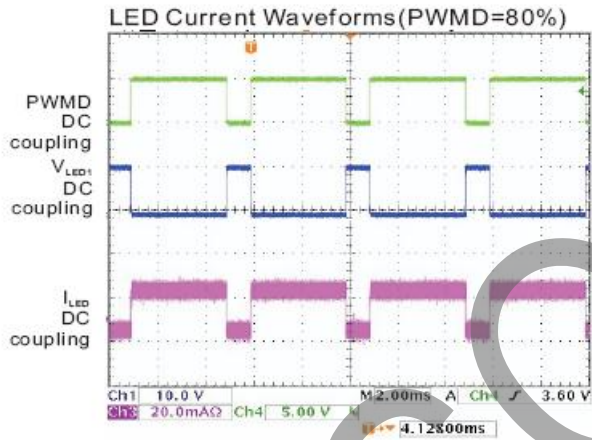 LED Current Waveforms(PWMD=80%)
PWMD
DC
coupling
VLED1
DC
coupling
ILED
DC
coupling
Ch1 10.0 V M 2.00ms A Ch4 3.60 V
Ch3 20.0mAΩ Ch4 5.00 V
4.12800ms